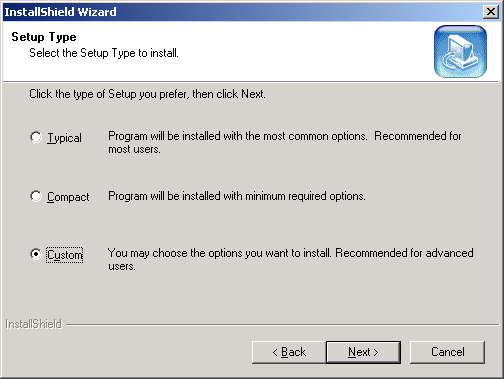 InstallShield Wizard
Setup Type
Select the Setup Type to install.
Click the type of Setup you prefer, then click Next.
Typical Program will be installed with the most common options. Recommended for
most users.
Compact Program will be installed with minimum required options.
Custom You may choose the options you want to install. Recommended for advanced
users.
InstallShield
< Back Next > Cancel